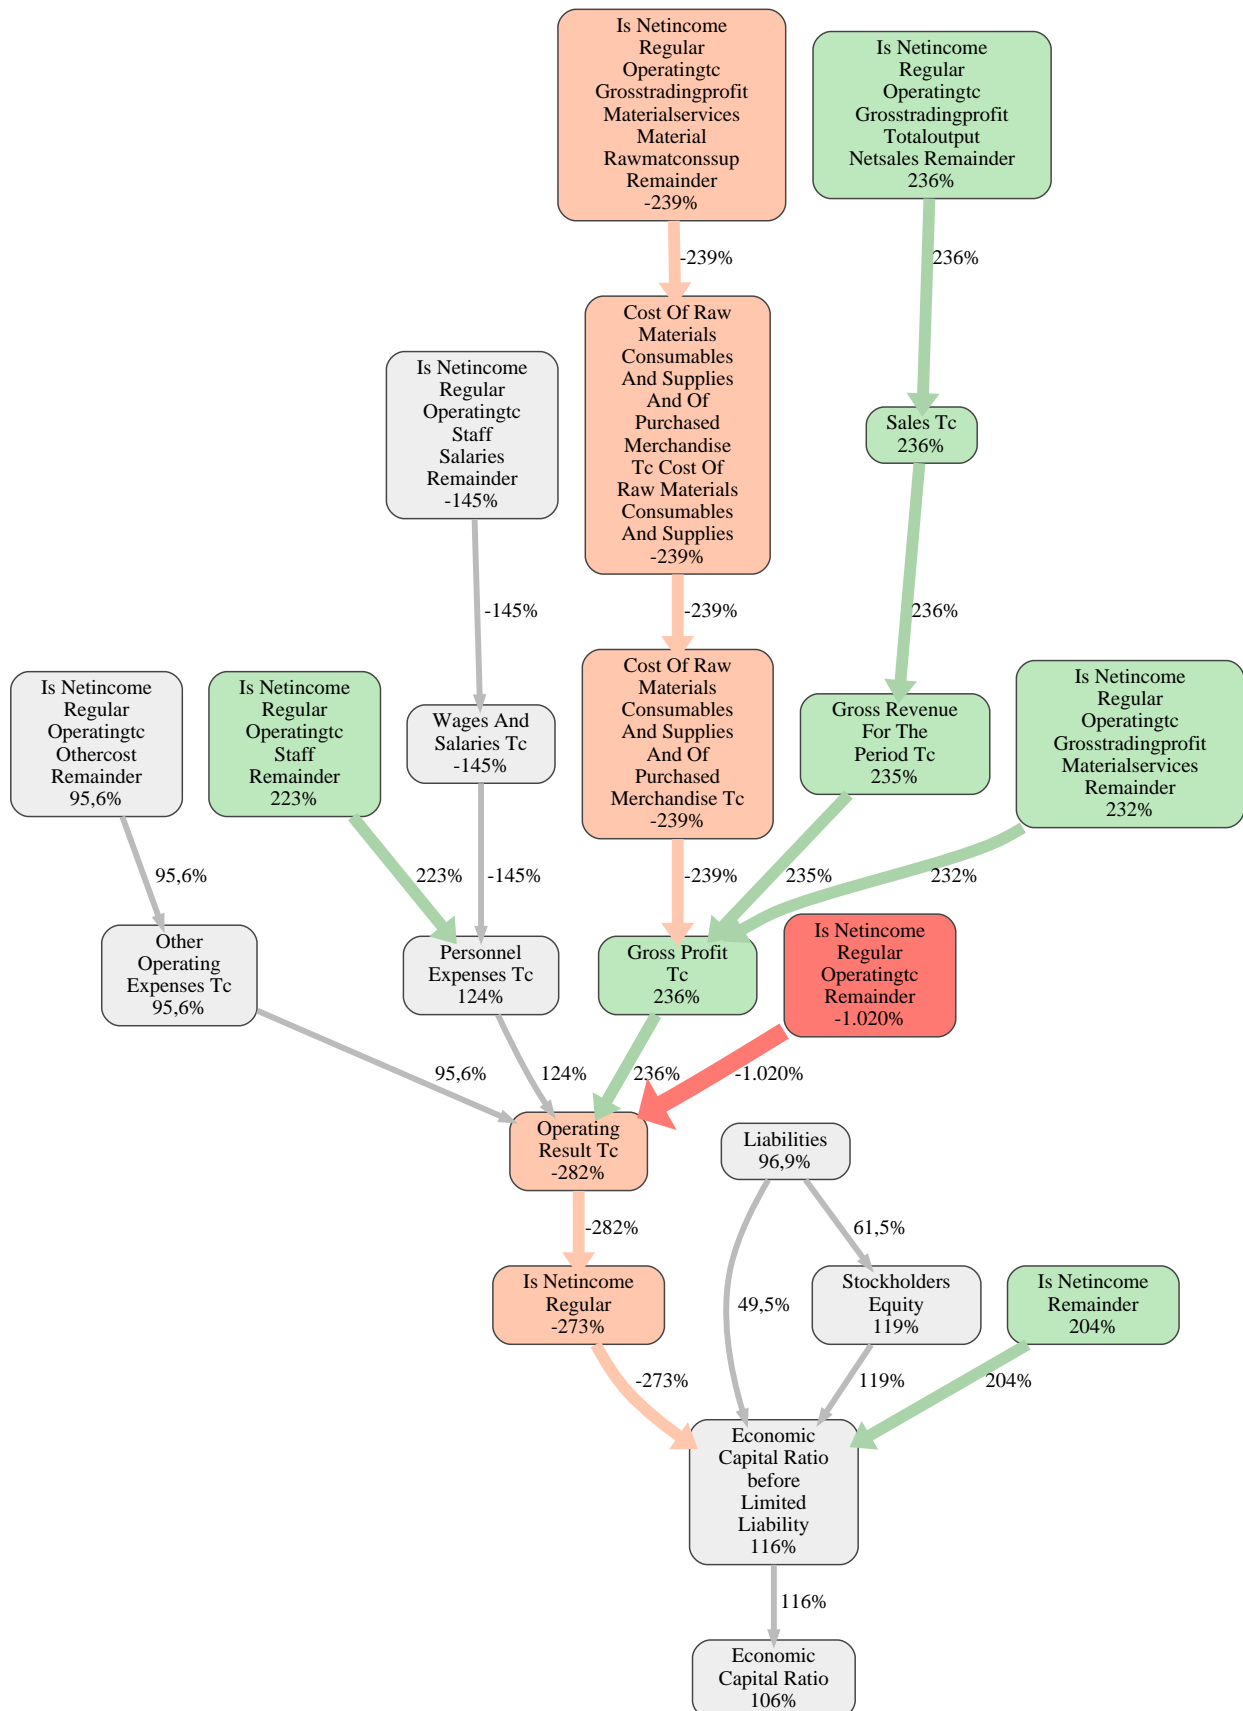 Is Netincome
Regular
Operatingtc
Grosstradingprofit
Materialservices
Material
Rawmatconssup
Remainder
-239%
Is Netincome
Regular
Operatingtc
Grosstradingprofit
Totaloutput
Netsales Remainder
236%
-239%
236%
Cost Of Raw
Materials
Consumables
And Supplies
And Of
Purchased
Merchandise
Tc Cost Of
Raw Materials
Consumables
And Supplies
-239%
Is Netincome
Regular
Operatingtc
Staff
Salaries
Remainder
-145%
Sales Tc
236%
-145%
-239%
236%
Is Netincome
Regular
Operatingtc
Othercost
Remainder
95,6%
Is Netincome
Regular
Operatingtc
Staff
Remainder
223%
Wages And
Salaries Tc
-145%
Cost Of Raw
Materials
Consumables
And Supplies
And Of
Purchased
Merchandise Tc
-239%
Gross Revenue
For The
Period Tc
235%
Is Netincome
Regular
Operatingtc
Grosstradingprofit
Materialservices
Remainder
232%
95,6%
223%
-145%
-239%
235%
232%
Other
Operating
Expenses Tc
95,6%
Personnel
Expenses Tc
124%
Gross Profit
Tc
236%
Is Netincome
Regular
Operatingtc
Remainder
-1.020%
95,6%
124%
236%
-1.020%
Operating
Result Tc
-282%
Liabilities
96,9%
-282%
61,5%
49,5%
Is Netincome
Regular
-273%
Stockholders
Equity
119%
Is Netincome
Remainder
204%
-273%
119%
204%
Economic
Capital Ratio
before
Limited
Liability
116%
116%
Economic
Capital Ratio
106%